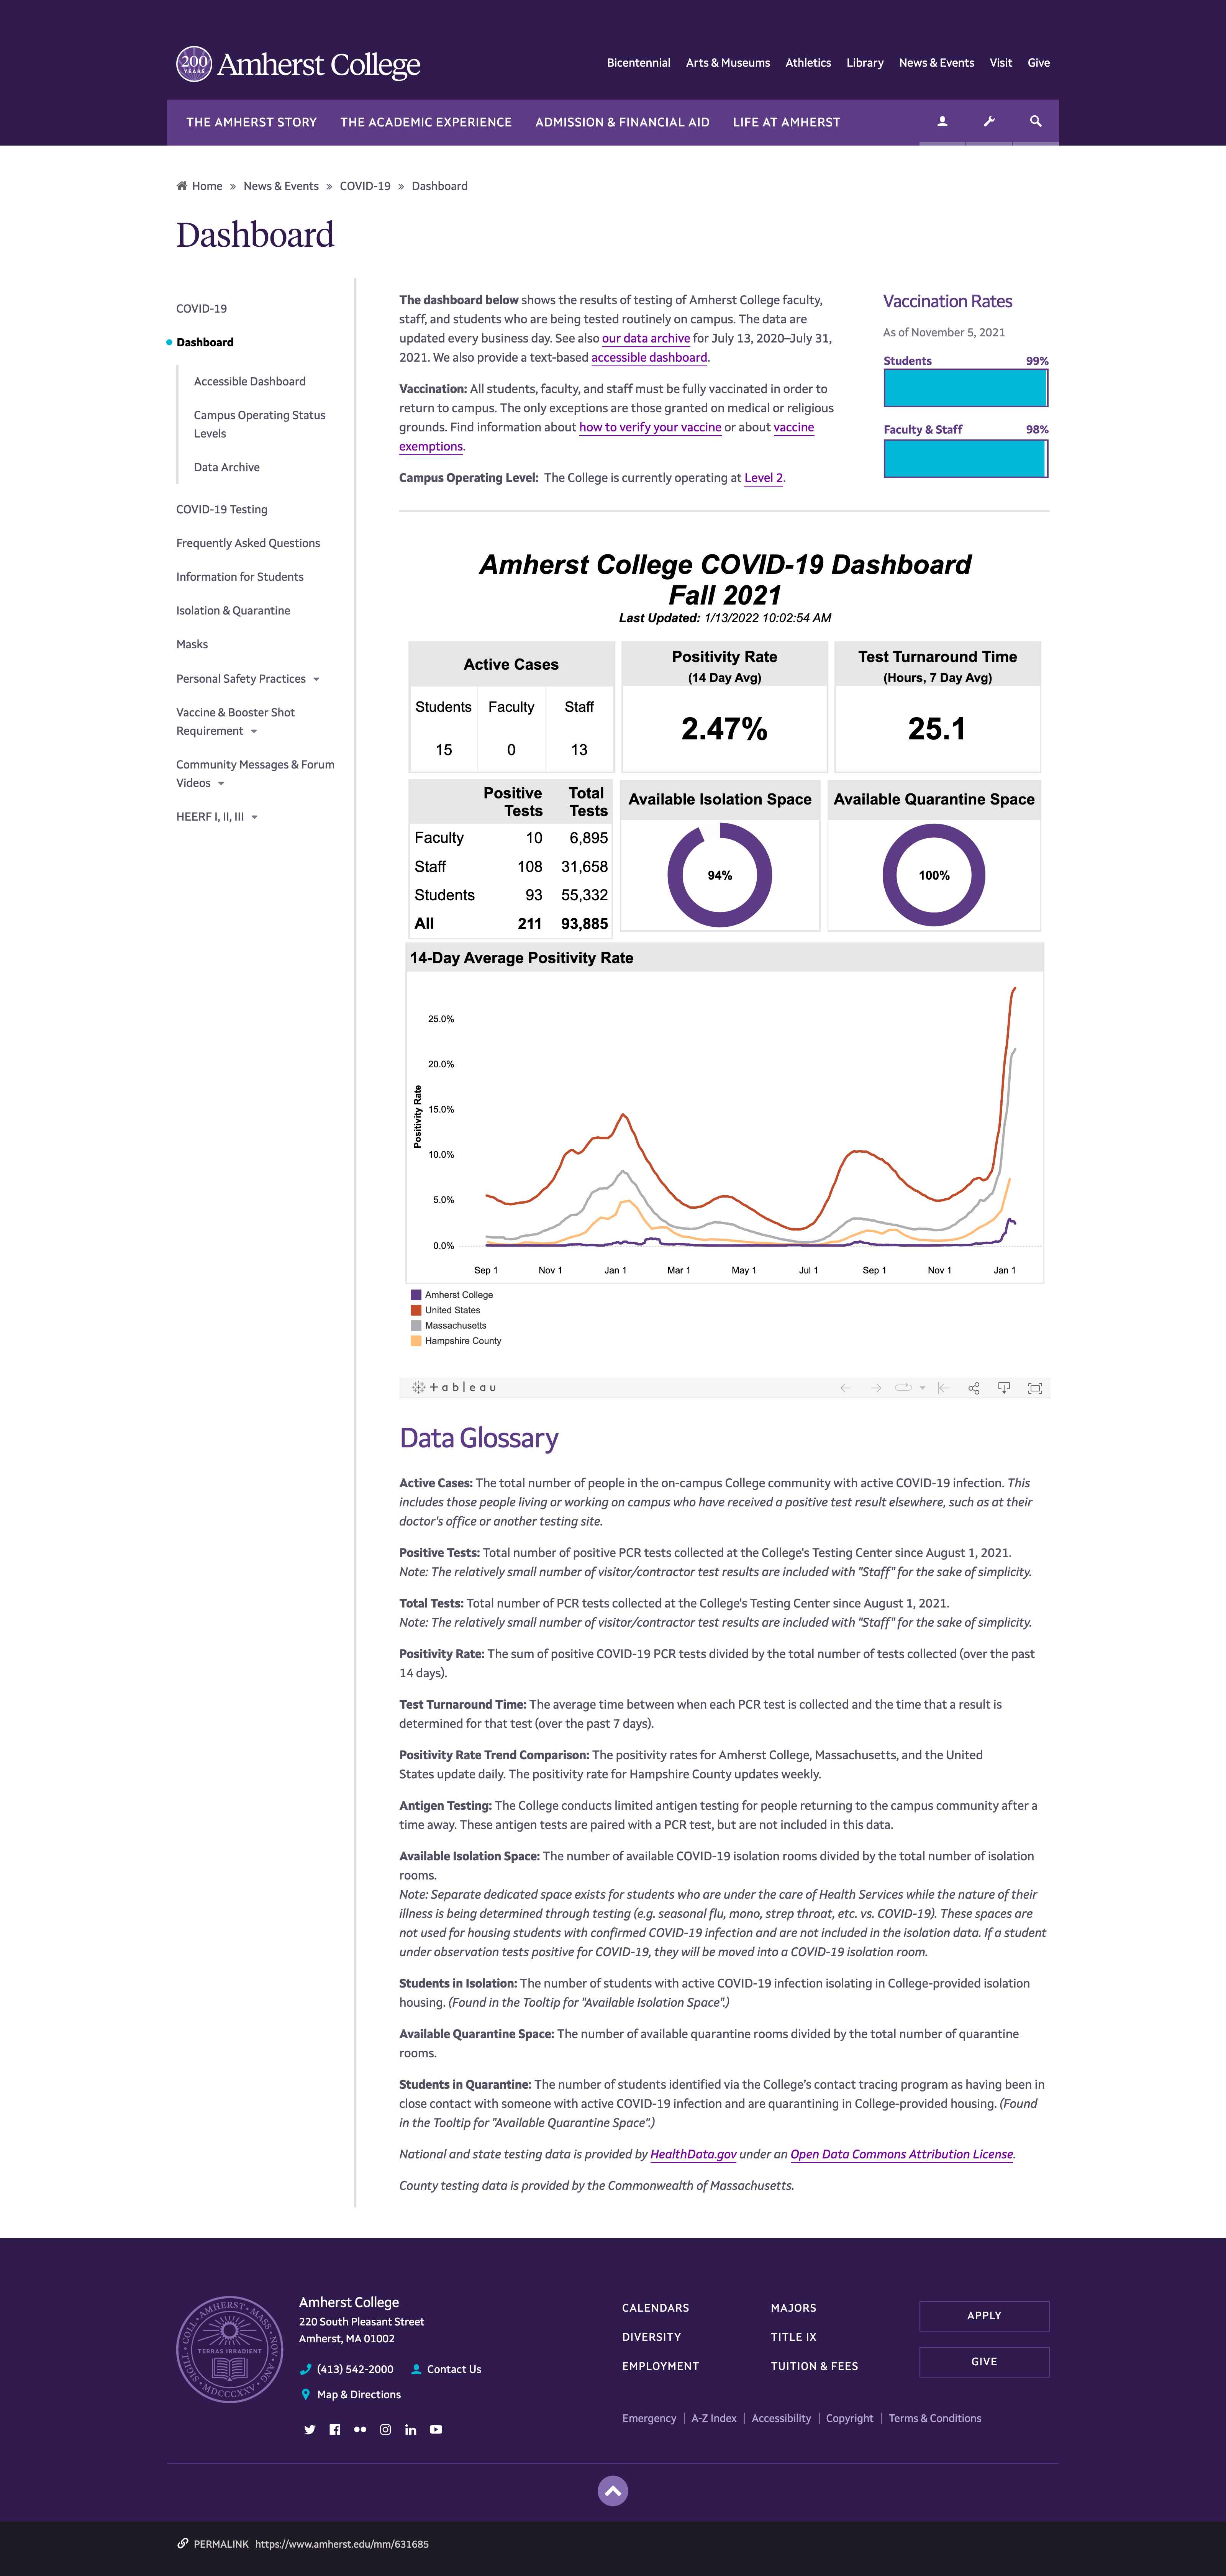 200 YEARS Amherst College
Bicentennial Arts & Museums Athletics Library News & Events Visit Give
THE AMHERST STORY THE ACADEMIC EXPERIENCE ADMISSION & FINANCIAL AID LIFE AT AMHERST
Home » News & Events » COVID-19 » Dashboard
Dashboard
COVID-19
Dashboard
Accessible Dashboard
Campus Operating Status
Levels
Data Archive
COVID-19 Testing
Frequently Asked Questions
Information for Students
Isolation & Quarantine
Masks
Personal Safety Practices
Vaccine & Booster Shot
Requirement
Community Messages & Forum
Videos
HEERF I, II, III
The dashboard below shows the results of testing of Amherst College faculty,
staff, and students who are being tested routinely on campus. The data are
updated every business day. See also our data archive for July 13, 2020–July 31,
2021. We also provide a text-based accessible dashboard.
Vaccination: All students, faculty, and staff must be fully vaccinated in order to
return to campus. The only exceptions are those granted on medical or religious
grounds. Find information about how to verify your vaccine or about vaccine
exemptions.
Campus Operating Level: The College is currently operating at Level 2.
Vaccination Rates
As of November 5, 2021
Students 99%
Faculty & Staff 98%
Amherst College COVID-19 Dashboard
Fall 2021
Last Updated: 1/13/2022 10:02:54 AM
Active Cases
Students Faculty Staff
15 0 13
Positivity Rate
(14 Day Avg)
2.47%
Test Turnaround Time
(Hours, 7 Day Avg)
25.1
Positive Total
Tests Tests
Faculty 10 6,895
Staff 108 31,658
Students 93 55,332
All 211 93,885
Available Isolation Space
94%
Available Quarantine Space
100%
14-Day Average Positivity Rate
Positivity Rate
25.0%
20.0%
15.0%
10.0%
5.0%
0.0%
Sep 1 Nov 1 Jan 1 Mar 1 May 1 Jul 1 Sep 1 Nov 1 Jan 1
Amherst College
United States
Massachusetts
Hampshire County
+ableau
Data Glossary
Active Cases: The total number of people in the on-campus College community with active COVID-19 infection. This
includes those people living or working on campus who have received a positive test result elsewhere, such as at their
doctor's office or another testing site.
Positive Tests: Total number of positive PCR tests collected at the College's Testing Center since August 1, 2021.
Note: The relatively small number of visitor/contractor test results are included with "Staff" for the sake of simplicity.
Total Tests: Total number of PCR tests collected at the College's Testing Center since August 1, 2021.
Note: The relatively small number of visitor/contractor test results are included with "Staff" for the sake of simplicity.
Positivity Rate: The sum of positive COVID-19 PCR tests divided by the total number of tests collected (over the past
14 days).
Test Turnaround Time: The average time between when each PCR test is collected and the time that a result is
determined for that test (over the past 7 days).
Positivity Rate Trend Comparison: The positivity rates for Amherst College, Massachusetts, and the United
States update daily. The positivity rate for Hampshire County updates weekly.
Antigen Testing: The College conducts limited antigen testing for people returning to the campus community after a
time away. These antigen tests are paired with a PCR test, but are not included in this data.
Available Isolation Space: The number of available COVID-19 isolation rooms divided by the total number of isolation
rooms.
Note: Separate dedicated space exists for students who are under the care of Health Services while the nature of their
illness is being determined through testing (e.g. seasonal flu, mono, strep throat, etc. vs. COVID-19). These spaces are
not used for housing students with confirmed COVID-19 infection and are not included in the isolation data. If a student
under observation tests positive for COVID-19, they will be moved into a COVID-19 isolation room.
Students in Isolation: The number of students with active COVID-19 infection isolating in College-provided isolation
housing. (Found in the Tooltip for "Available Isolation Space".)
Available Quarantine Space: The number of available quarantine rooms divided by the total number of quarantine
rooms.
Students in Quarantine: The number of students identified via the College's contact tracing program as having been in
close contact with someone with active COVID-19 infection and are quarantining in College-provided housing. (Found
in the Tooltip for "Available Quarantine Space".)
National and state testing data is provided by HealthData.gov under an Open Data Commons Attribution License.
County testing data is provided by the Commonwealth of Massachusetts.
SIGILL COLL AMHERST MASS NOV ANG MDCCCXXV
TERRAS IRRADIENT
Amherst College
220 South Pleasant Street
Amherst, MA 01002
(413) 542-2000 Contact Us
Map & Directions
CALENDARS MAJORS
DIVERSITY TITLE IX
EMPLOYMENT TUITION & FEES
APPLY
GIVE
Emergency | A-Z Index | Accessibility | Copyright | Terms & Conditions
PERMALINK https://www.amherst.edu/mm/631685